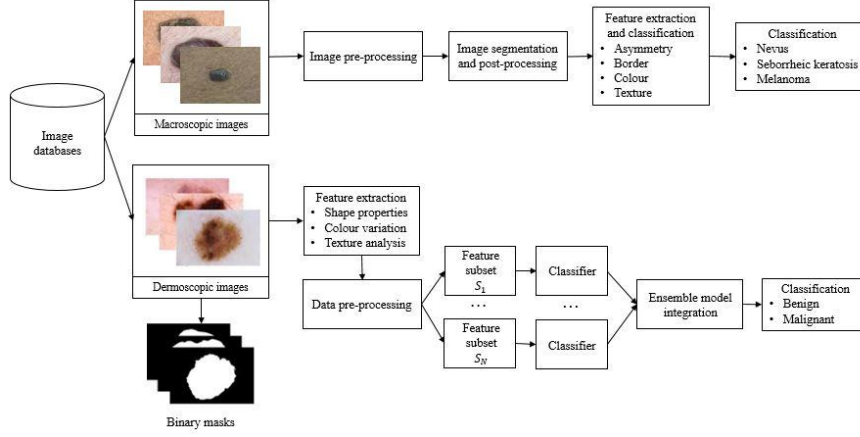 Image
databases
Macroscopic images
Image pre-processing
Image segmentation
and post-processing
Feature extraction
and classification
• Asymmetry
• Border
• Colour
• Texture
Classification
• Nevus
• Seborrheic keratosis
• Melanoma
Dermoscopic images
Binary masks
Feature extraction
• Shape properties
• Colour variation
• Texture analysis
Data pre-processing
Feature
subset
S₁
...
Feature
subset
Sₙ
Classifier
...
Classifier
Ensemble model
integration
Classification
• Benign
• Malignant